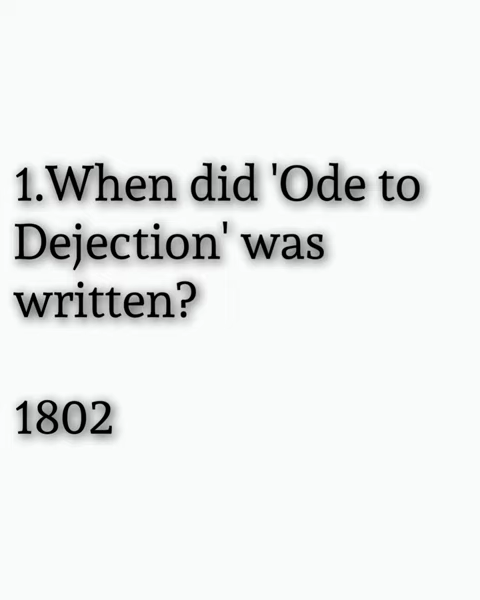 1.When did 'Ode to
Dejection' was
written?
1802